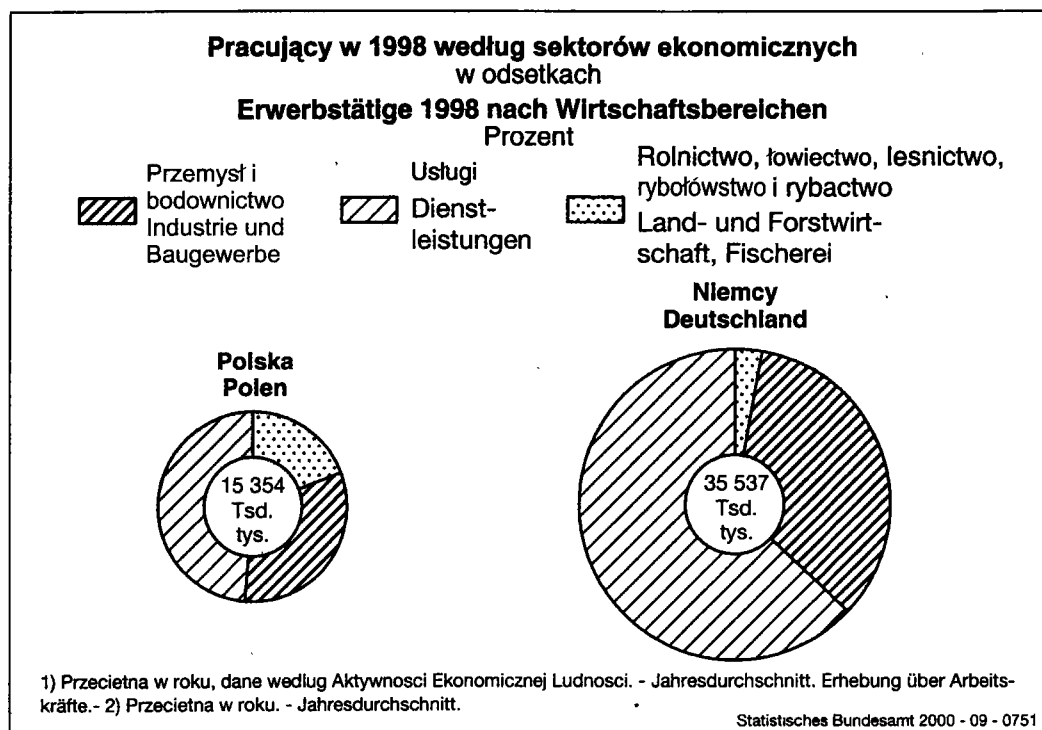 Pracujący w 1998 według sektorów ekonomicznych
w odsetkach
Erwerbstätige 1998 nach Wirtschaftsbereichen
Prozent
Przemysł i
bodownictwo
Industrie und
Baugewerbe
Usługi
Dienst-
leistungen
Rolnictwo, łowiectwo, lesnictwo,
rybołówstwo i rybactwo
Land- und Forstwirt-
schaft, Fischerei
Polska
Polen
15 354
Tsd.
tys.
Niemcy
Deutschland
35 537
Tsd.
tys.
1) Przecietna w roku, dane wedlug Aktywnosci Ekonomicznej Ludnosci. - Jahresdurchschnitt. Erhebung über Arbeits-
kräfte.- 2) Przecietna w roku. - Jahresdurchschnitt.
Statistisches Bundesamt 2000 - 09 - 0751